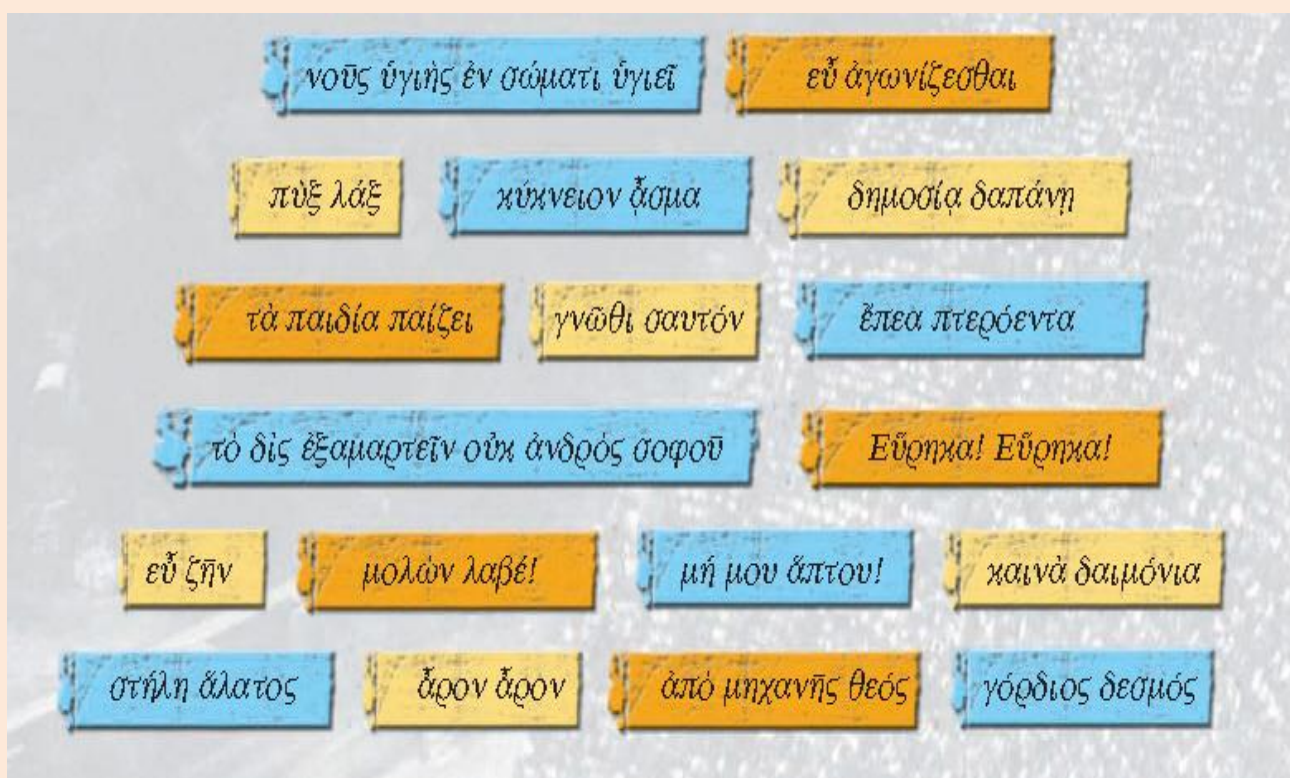 νοῦς ὑγιὴς ἐν σώματι ὑγιεῖ
εὖ ἀγωνίζεσθαι
πὺξ λάξ
κύκνειον ᾆσμα
δημοσίᾳ δαπάνῃ
τὰ παιδία παίζει
γνῶθι σαυτόν
ἔπεα πτερόεντα
τὸ δὶς ἐξαμαρτεῖν οὐκ ἀνδρὸς σοφοῦ
Εὕρηκα! Εὕρηκα!
εὖ ζῆν
μολὼν λαβέ!
μή μου ἅπτου!
καινὰ δαιμόνια
στήλη ἅλατος
ἆρον ἆρον
ἀπὸ μηχανῆς θεός
γόρδιος δεσμός